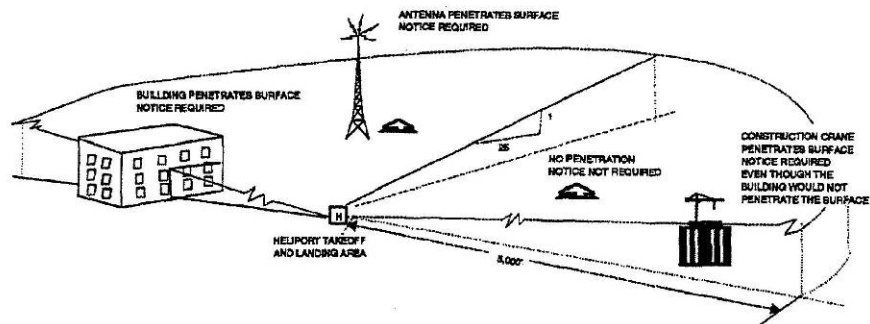 ANTENNA PENETRATES SURFACE
NOTICE REQUIRED
BUILLDING PENETRATES SURFACE
NOTICE REQUIRED
1
25
NO PENETRATION
NOTICE NOT REQUIRED
CONSTRUCTION CRANE
PENETRATES SURFACE
NOTICE REQUIRED
EVEN THOUGH THE
BUILDING WOULD NOT
PENETRATE THE SURFACE
H
HELIPORT TAKEOFF
AND LANDING AREA
5,000'